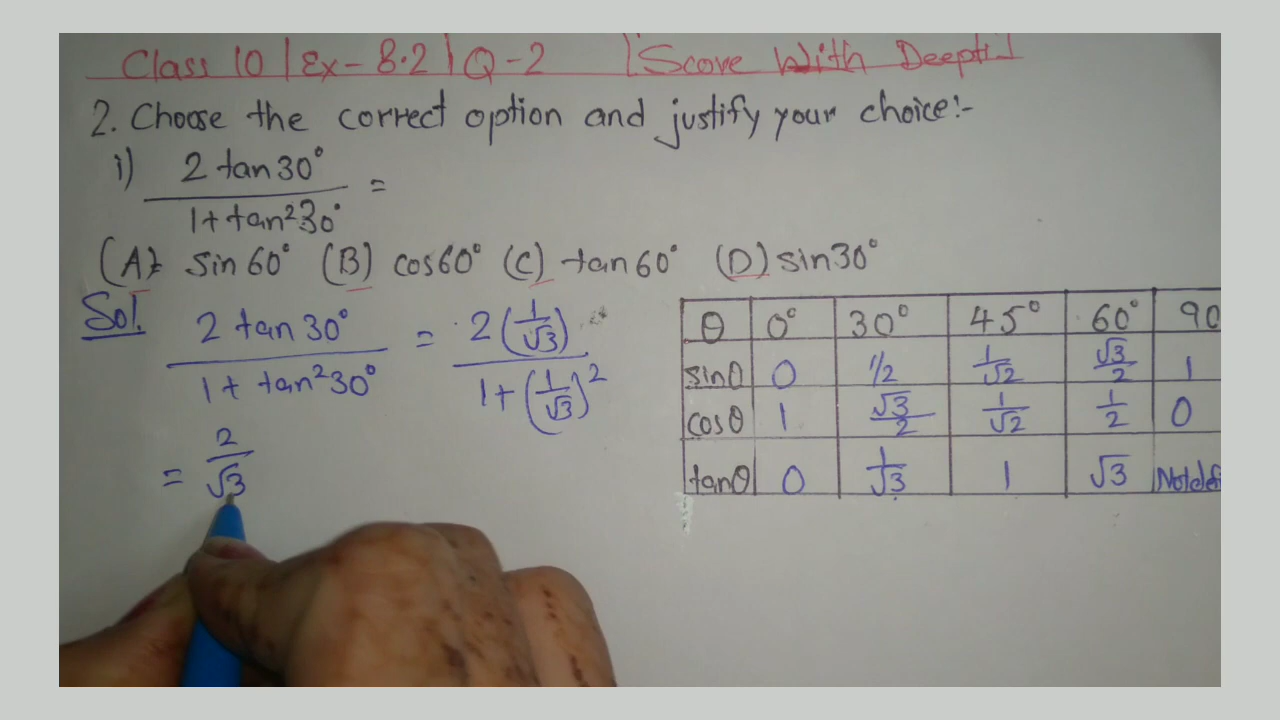 Class 10 | Ex - 8.2 | Q - 2 | Score With Deepti |
2. Choose the correct option and justify your choice:-
i) 2 tan 30° / 1 + tan² 30° =
(A) sin 60° (B) cos 60° (C) tan 60° (D) sin 30°
Sol. 2 tan 30° / 1 + tan² 30° = 2 (1/√3) / 1 + (1/√3)²
= 2/√3
θ 0° 30° 45° 60° 90
sinθ 0 1/2 1/√2 √3/2 1
cosθ 1 √3/2 1/√2 1/2 0
tanθ 0 1/√3 1 √3